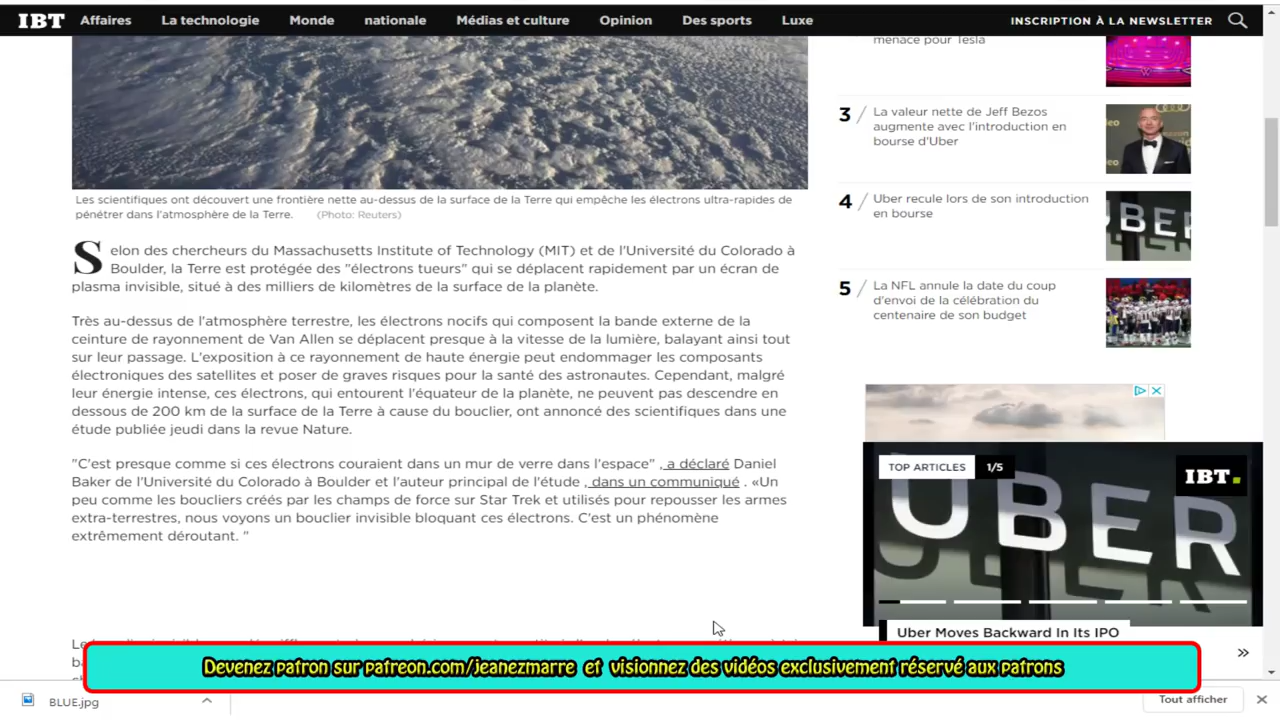 IBT Affaires La technologie Monde nationale Médias et culture Opinion Des sports Luxe INSCRIPTION À LA NEWSLETTER
menace pour Tesla
3 / La valeur nette de Jeff Bezos
augmente avec l'introduction en
bourse d'Uber
4 / Uber recule lors de son introduction
en bourse
UBER
5 / La NFL annule la date du coup
d'envoi de la célébration du
centenaire de son budget
Les scientifiques ont découvert une frontière nette au-dessus de la surface de la Terre qui empêche les électrons ultra-rapides de
pénétrer dans l'atmosphère de la Terre. (Photo: Reuters)
Selon des chercheurs du Massachusetts Institute of Technology (MIT) et de l'Université du Colorado à
Boulder, la Terre est protégée des "électrons tueurs" qui se déplacent rapidement par un écran de
plasma invisible, situé à des milliers de kilomètres de la surface de la planète.
Très au-dessus de l'atmosphère terrestre, les électrons nocifs qui composent la bande externe de la
ceinture de rayonnement de Van Allen se déplacent presque à la vitesse de la lumière, balayant ainsi tout
sur leur passage. L'exposition à ce rayonnement de haute énergie peut endommager les composants
électroniques des satellites et poser de graves risques pour la santé des astronautes. Cependant, malgré
leur énergie intense, ces électrons, qui entourent l'équateur de la planète, ne peuvent pas descendre en
dessous de 200 km de la surface de la Terre à cause du bouclier, ont annoncé des scientifiques dans une
étude publiée jeudi dans la revue Nature.
"C'est presque comme si ces électrons couraient dans un mur de verre dans l'espace" , a déclaré Daniel
Baker de l'Université du Colorado à Boulder et l'auteur principal de l'étude , dans un communiqué . «Un
peu comme les boucliers créés par les champs de force sur Star Trek et utilisés pour repousser les armes
extra-terrestres, nous voyons un bouclier invisible bloquant ces électrons. C'est un phénomène
extrêmement déroutant. "
TOP ARTICLES 1/5
IBT.
UBER
Uber Moves Backward In Its IPO
Devenez patron sur patreon.com/jeanezmarre et visionnez des vidéos exclusivement réservé aux patrons
BLUE.jpg
Tout afficher